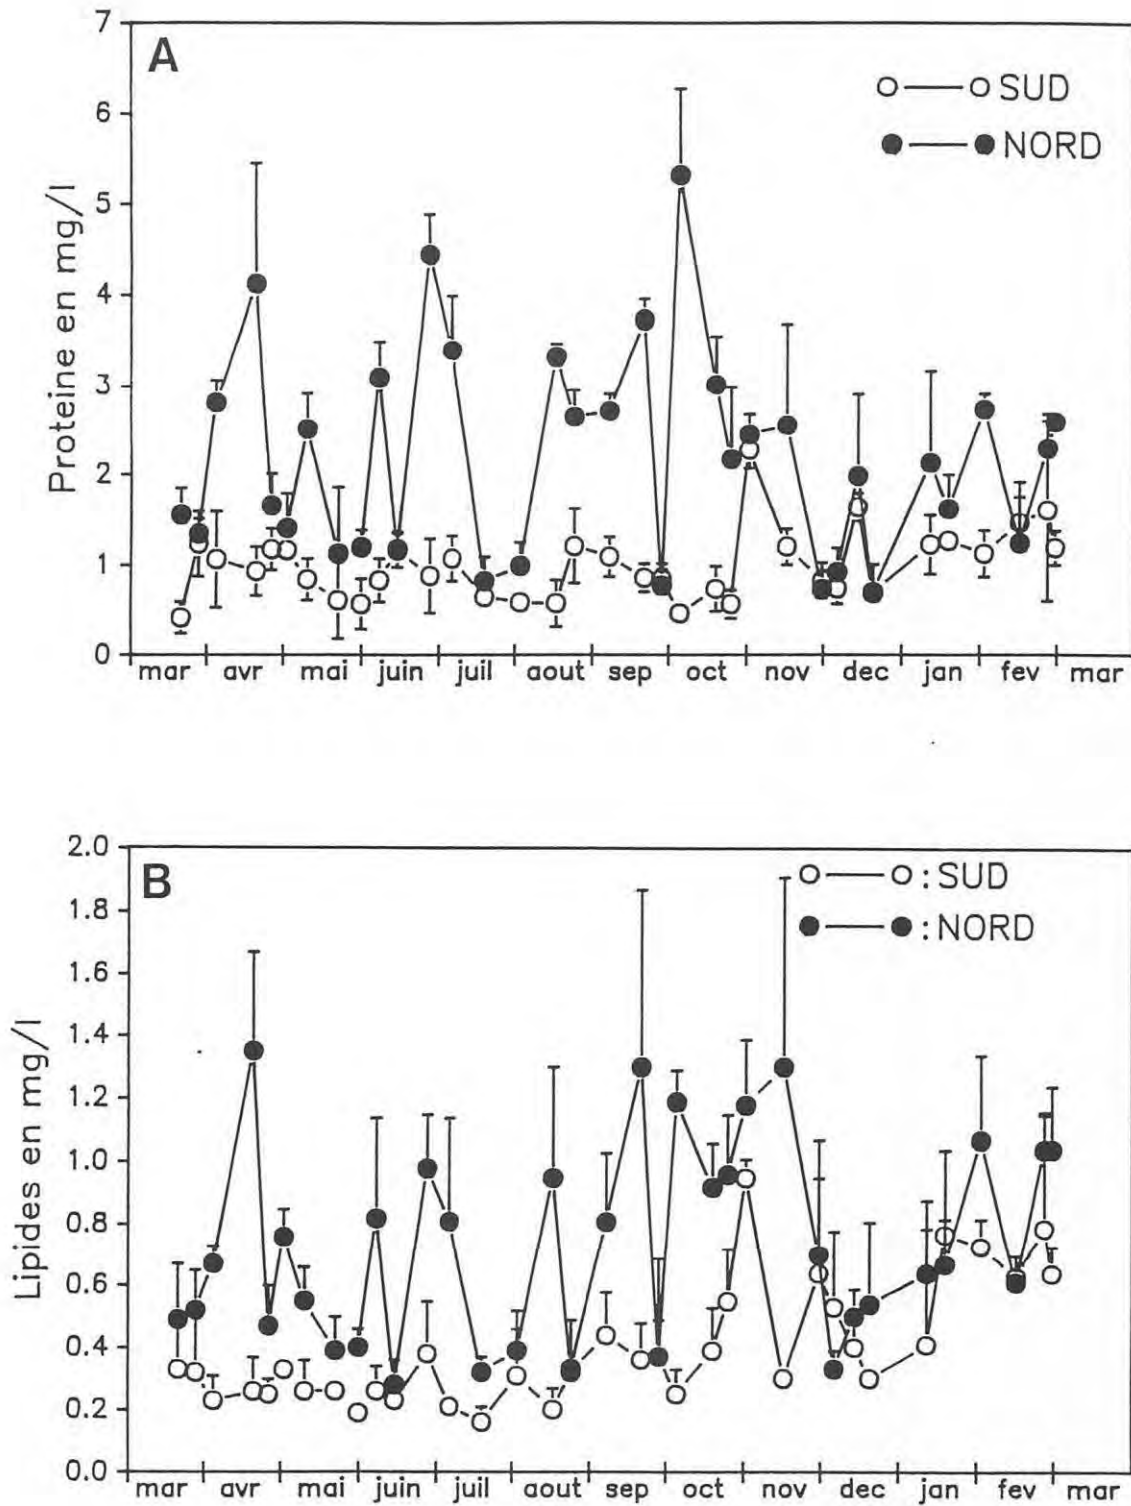 A
SUD
NORD
Proteine en mg/l
7
6
5
4
3
2
1
0
mar avr mai juin juil aout sep oct nov dec jan fev mar
B
: SUD
: NORD
Lipides en mg/l
2.0
1.8
1.6
1.4
1.2
1.0
0.8
0.6
0.4
0.2
0.0
mar avr mai juin juil aout sep oct nov dec jan fev mar